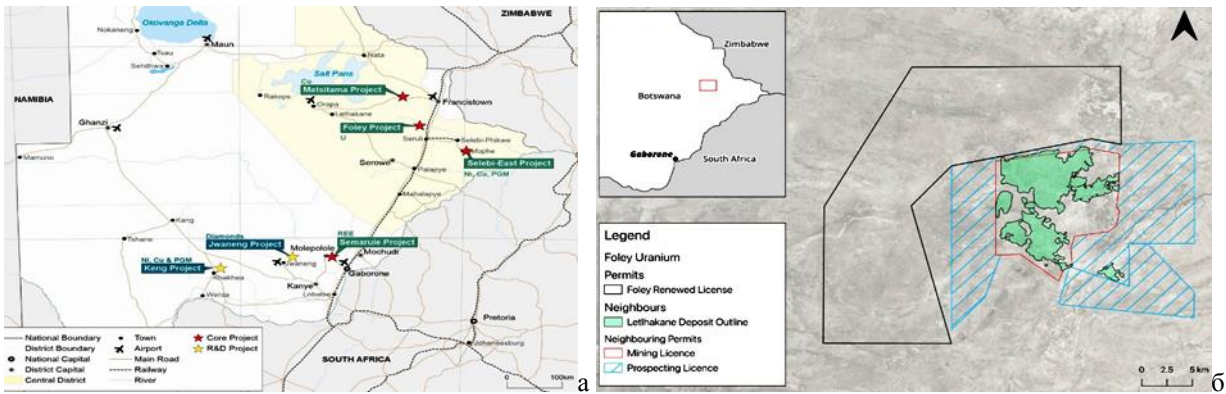 ZIMBABWE
Okovanga Delta
Nokaneng
Maun
Tsau
Sehithwa
Nata
Salt Pans
NAMIBIA
Cu
Matsitama Project
Rakops
Orapa
Francistown
Letlhakane
Ghanzi
Foley Project
U
Serule
Selebi-Phikwe
Mamuno
Selebi-East Project
Serowe
Palapye
Ni, Cu, PGM
Mahalapye
Kang
Tshane
Diamonds
REE
Jwaneng Project
Molepolole
Semarule Project
Ni, Cu & PGM
Mochudi
Keng Project
Jwaneng
Khakhea
Gaborone
Kanye
Werda
Lobatse
Pretoria
Johannesburg
SOUTH AFRICA
National Boundary
Town
Core Project
District Boundary
Airport
R&D Project
National Capital
Main Road
District Capital
Railway
Central District
River
0 100km
а
Zimbabwe
Botswana
Gaborone
South Africa
Legend
Foley Uranium
Permits
Foley Renewed License
Neighbours
Letlhakane Deposit Outline
Neighbouring Permits
Mining Licence
Prospecting Licence
0 2.5 5 km
б